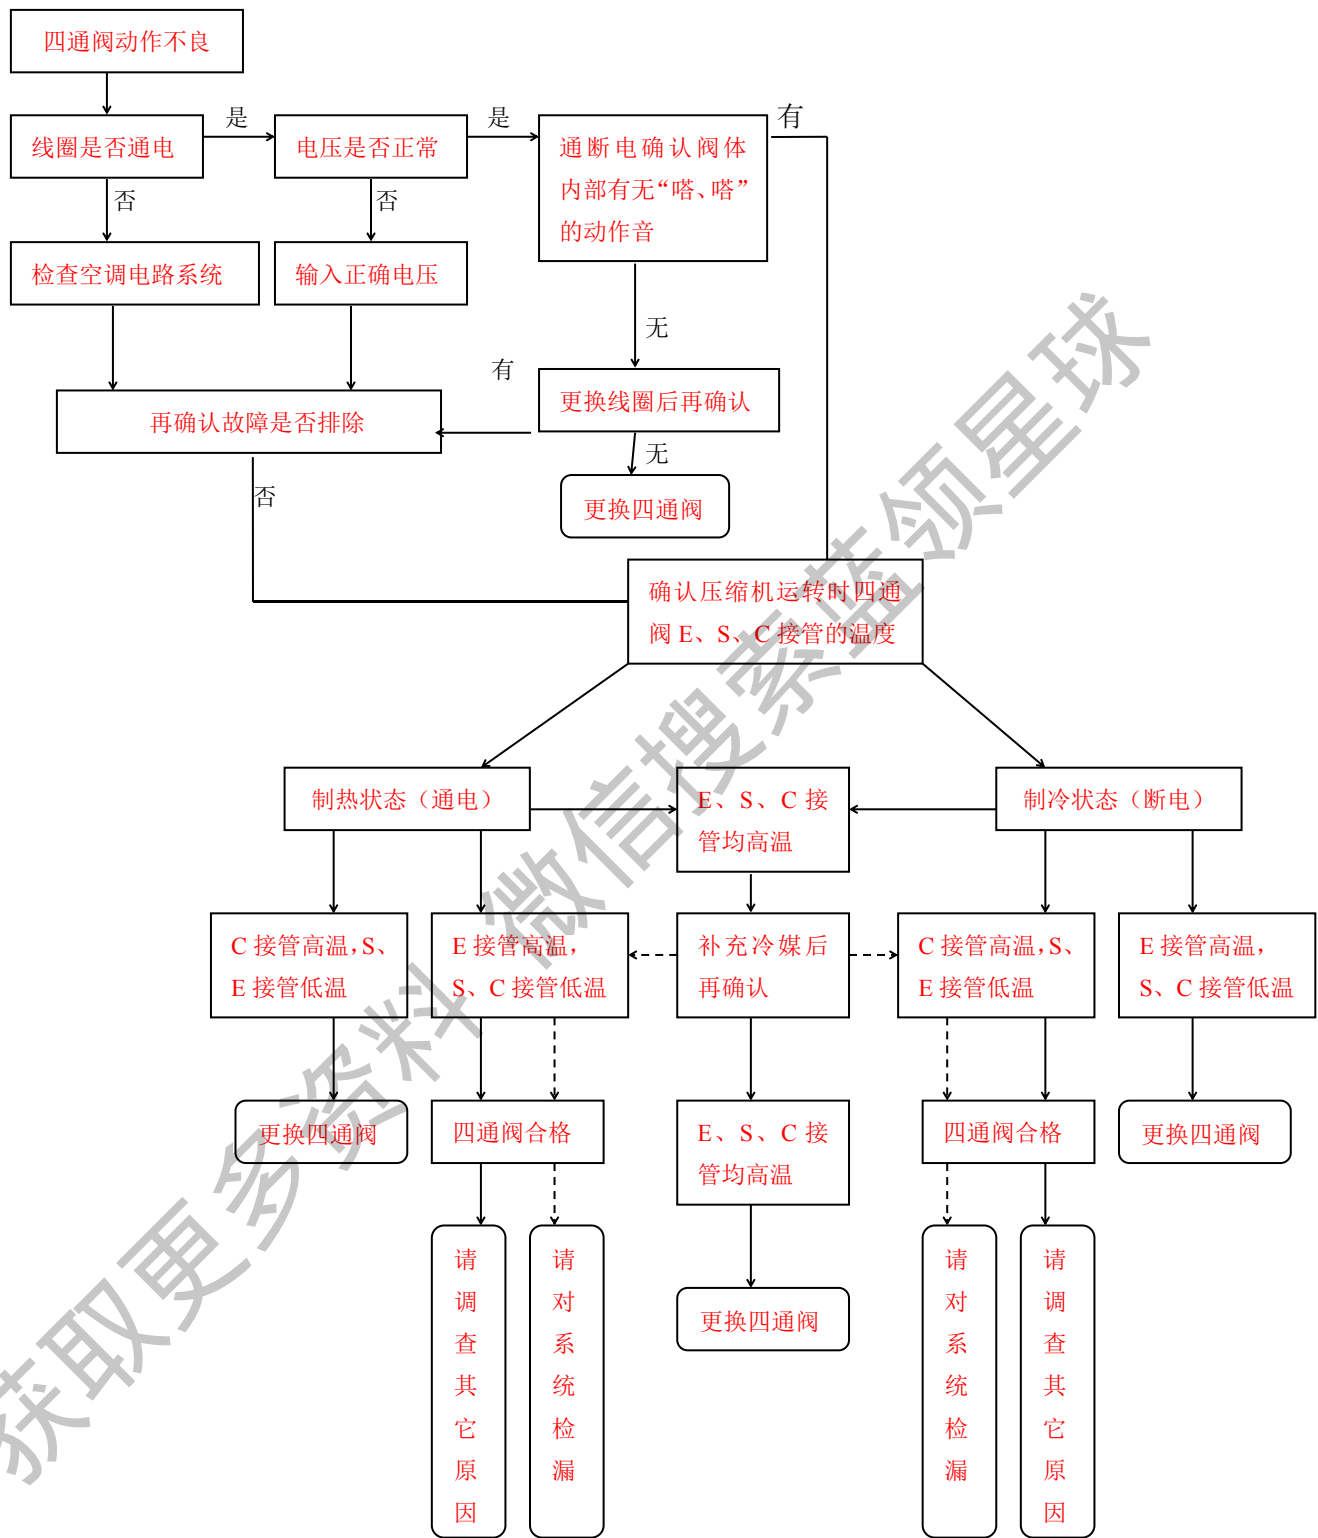 四通阀动作不良
线圈是否通电
是
电压是否正常
是
通断电确认阀体
内部有无“嗒、嗒”
的动作音
有
否
否
检查空调电路系统
输入正确电压
无
有
更换线圈后再确认
再确认故障是否排除
无
否
更换四通阀
确认压缩机运转时四通
阀 E、S、C 接管的温度
制热状态（通电）
E、S、C 接
管均高温
制冷状态（断电）
C 接管高温，S、
E 接管低温
E 接管高温，
S、C 接管低温
补充冷媒后
再确认
C 接管高温，S、
E 接管低温
E 接管高温，
S、C 接管低温
更换四通阀
四通阀合格
E、S、C 接
管均高温
四通阀合格
更换四通阀
请
调
查
其
它
原
因
请
对
系
统
检
漏
更换四通阀
请
对
系
统
检
漏
请
调
查
其
它
原
因
获取更多资料 微信搜索蓝领星球